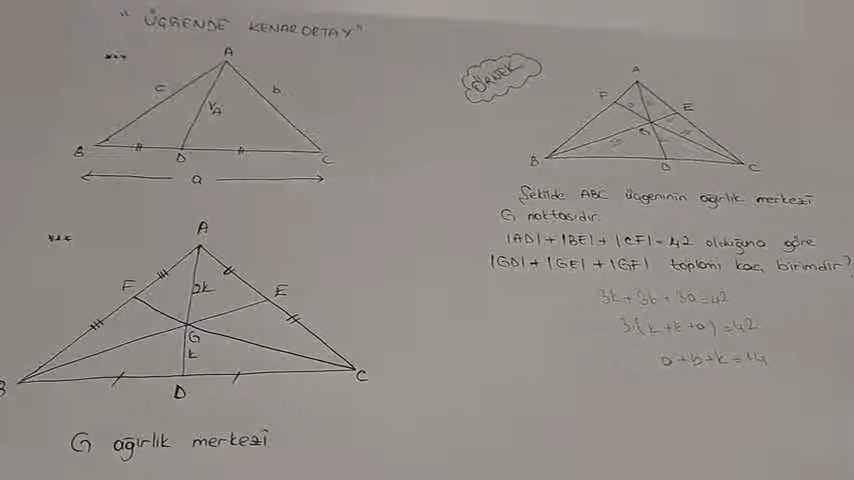 "ÜÇGENDE KENARORTAY"
***
A
c
b
VA
B
D
C
a
***
A
F
2k
E
G
k
B
D
C
G ağırlık merkezi
ÖRNEK
A
F
E
G
B
D
C
Şekilde ABC üçgeninin ağırlık merkezi
G noktasıdır.
|AD|+|BE|+|CF|=42 olduğuna göre
|GD|+|GE|+|GF| toplamı kaç birimdir?
3k+3b+3a=42
=42
a+b+k=14